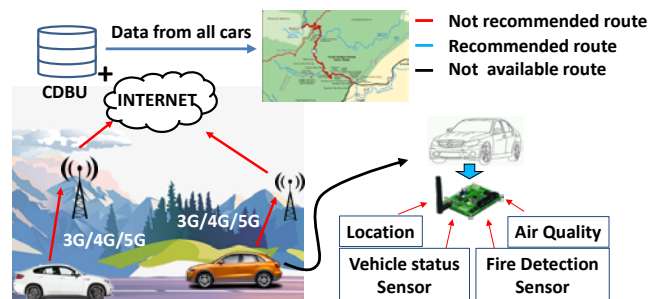 Data from all cars
Not recommended route
Recommended route
Not available route
CDBU
+
INTERNET
3G/4G/5G
3G/4G/5G
Location
Air Quality
Vehicle status
Sensor
Fire Detection
Sensor